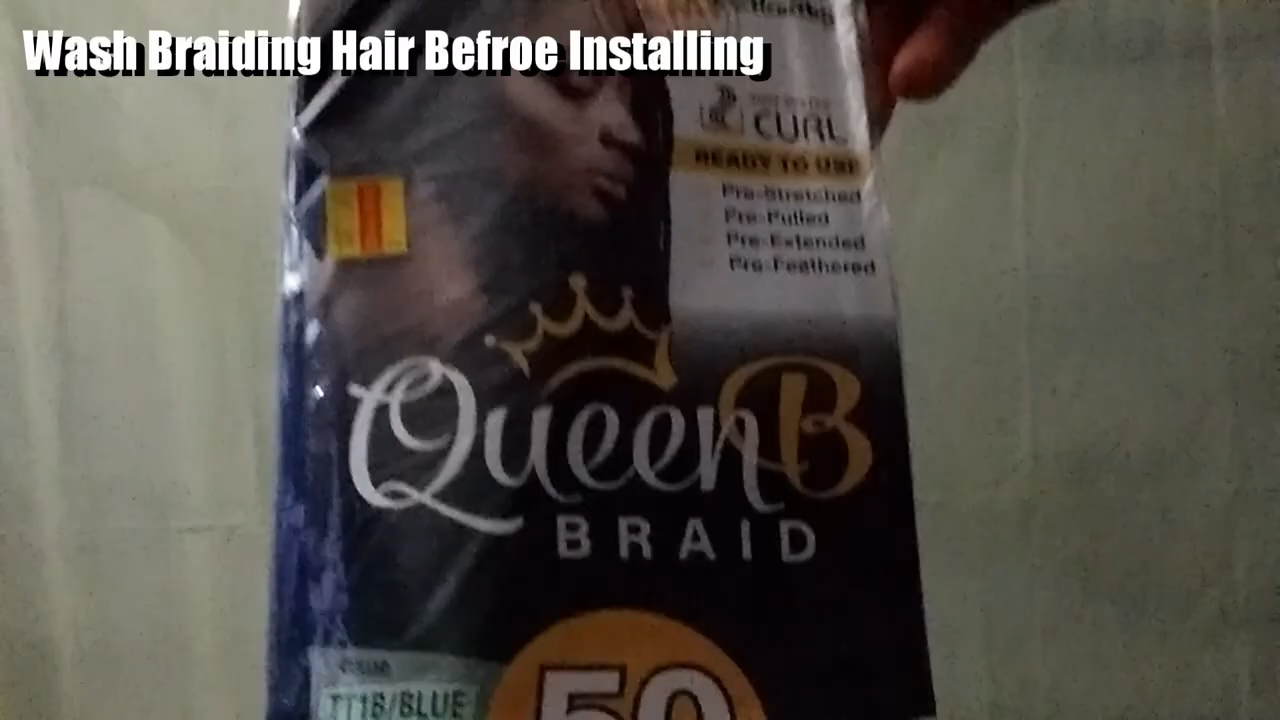 Wash Braiding Hair Befroe Installing
CURL
READY TO USE
Pre-Stretched
Pre-Pulled
Pre-Extended
Pre-Feathered
QueenB
BRAID
TT1B/BLUE
50